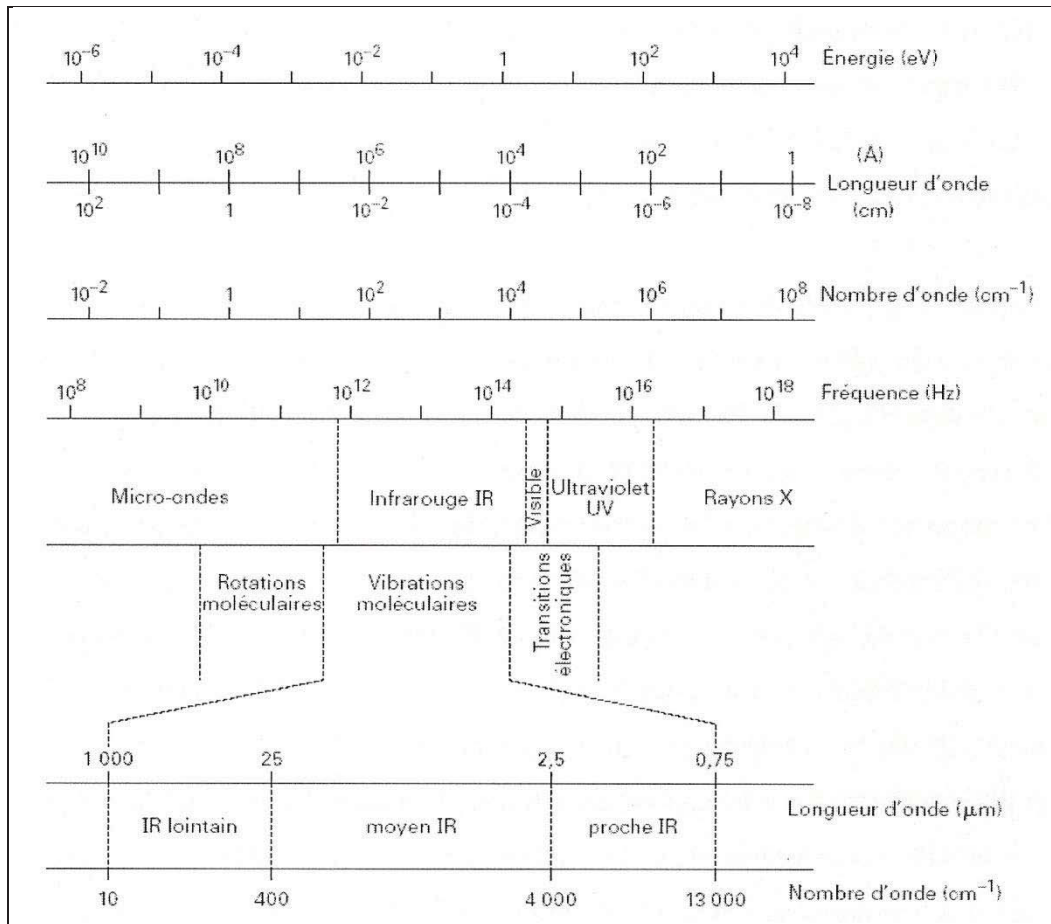 10⁻⁶ 10⁻⁴ 10⁻² 1 10² 10⁴ Énergie (eV)
10¹⁰ 10⁸ 10⁶ 10⁴ 10² 1 (Å)
Longueur d'onde
10² 1 10⁻² 10⁻⁴ 10⁻⁶ 10⁻⁸ (cm)
10⁻² 1 10² 10⁴ 10⁶ 10⁸ Nombre d'onde (cm⁻¹)
10⁸ 10¹⁰ 10¹² 10¹⁴ 10¹⁶ 10¹⁸ Fréquence (Hz)
Micro-ondes
Infrarouge IR
Visible
Ultraviolet
UV
Rayons X
Rotations
moléculaires
Vibrations
moléculaires
Transitions
électroniques
1 000 25 2,5 0,75
Longueur d'onde (μm)
IR lointain moyen IR proche IR
10 400 4 000 13 000 Nombre d'onde (cm⁻¹)